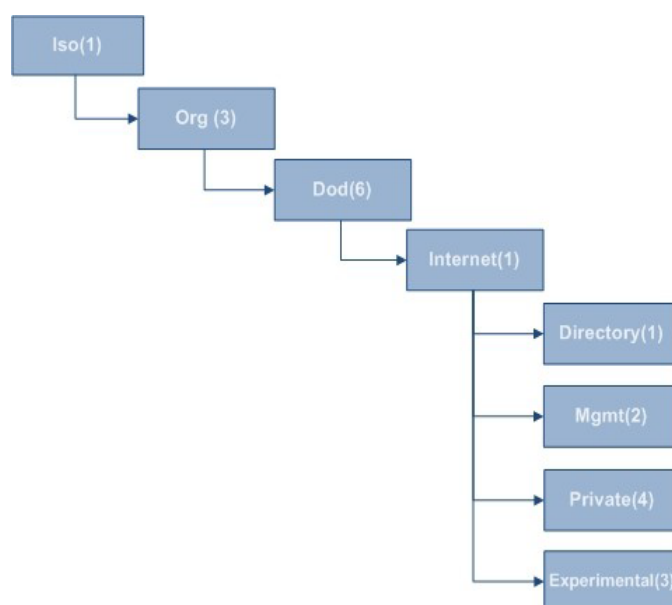 Iso(1)
Org (3)
Dod(6)
Internet(1)
Directory(1)
Mgmt(2)
Private(4)
Experimental(3)